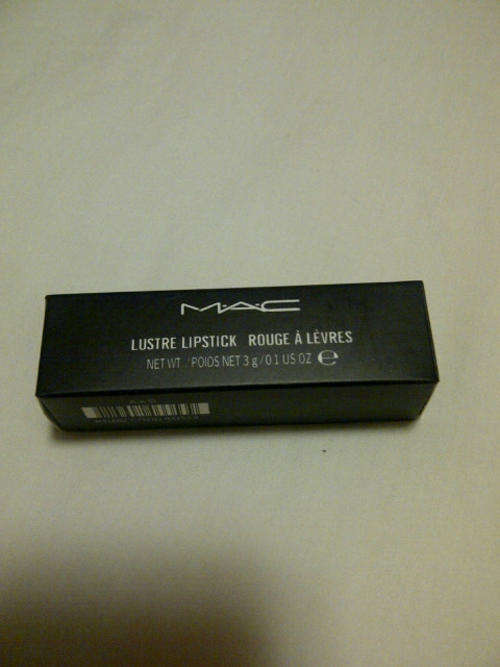 M·A·C
LUSTRE LIPSTICK ROUGE À LÈVRES
NET WT / POIDS NET 3 g / 0.1 US OZ ℮